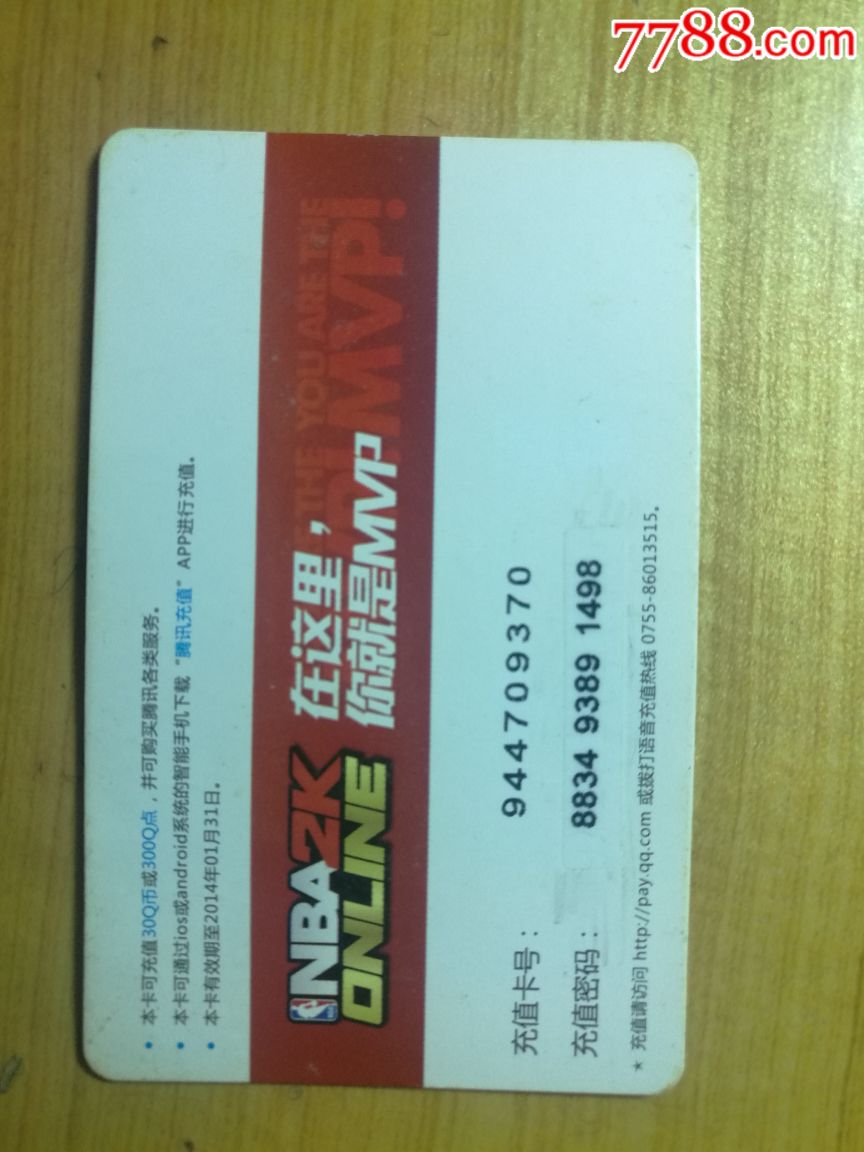 7788.com
• 本卡可充值30Q币或300Q点，并可购买腾讯各类服务。
• 本卡可通过ios或android系统的智能手机下载“腾讯充值”APP进行充值。
• 本卡有效期至2014年01月31日。
THE YOU ARE THE
MVP!
NBA2K
ONLINE
在这里，
你就是MVP
充值卡号： 944709370
充值密码： 8834 9389 1498
★ 充值请访问 http://pay.qq.com 或拨打语音充值热线 0755-86013515。